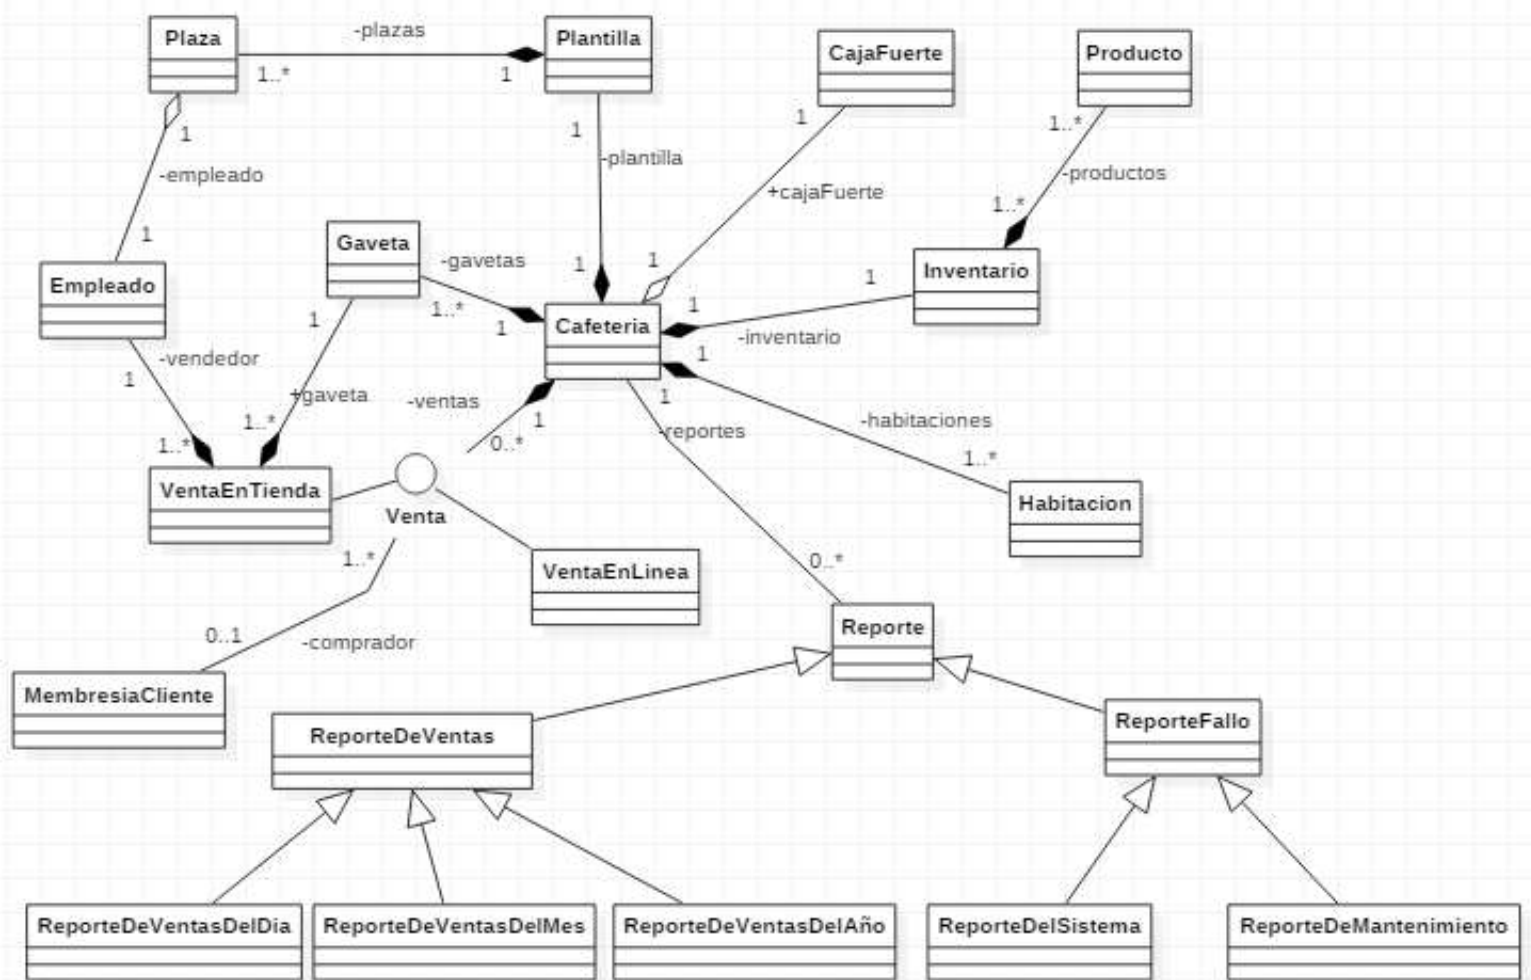 Plaza
-plazas
1..*
1
Plantilla
CajaFuerte
Producto
1
-empleado
1
1
-plantilla
1
1
+cajaFuerte
1
1..*
-productos
1..*
Empleado
Gaveta
-gavetas
1..*
1
Cafeteria
1
1
-inventario
Inventario
-vendedor
1
1..*
1
+gaveta
1..*
-ventas
1
0..*
1
-reportes
0..*
1
-habitaciones
1..*
Habitacion
VentaEnTienda
Venta
1..*
0..1
-comprador
VentaEnLinea
MembresiaCliente
Reporte
ReporteDeVentas
ReporteFallo
ReporteDeVentasDelDia
ReporteDeVentasDelMes
ReporteDeVentasDelAño
ReporteDelSistema
ReporteDeMantenimiento